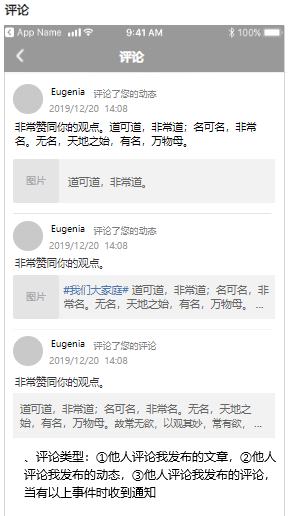 评论
App Name 9:41 AM 100%
评论
Eugenia 评论了您的动态
2019/12/20 14:08
非常赞同你的观点。道可道，非常道；名可名，非常
名。无名，天地之始，有名，万物母。
图片 道可道，非常道。
Eugenia 评论了您的动态
2019/12/20 14:08
非常赞同你的观点。
图片 #我们大家庭# 道可道，非常道；名可名，非
常名。无名，天地之始，有名，万物母。 ...
Eugenia 评论了您的评论
2019/12/20 14:08
非常赞同你的观点。
道可道，非常道；名可名，非常名。无名，天地之
始，有名，万物母。故常无欲，以观其妙，常有欲， ...
、评论类型：①他人评论我发布的文章，②他人
评论我发布的动态，③他人评论我发布的评论，
当有以上事件时收到通知